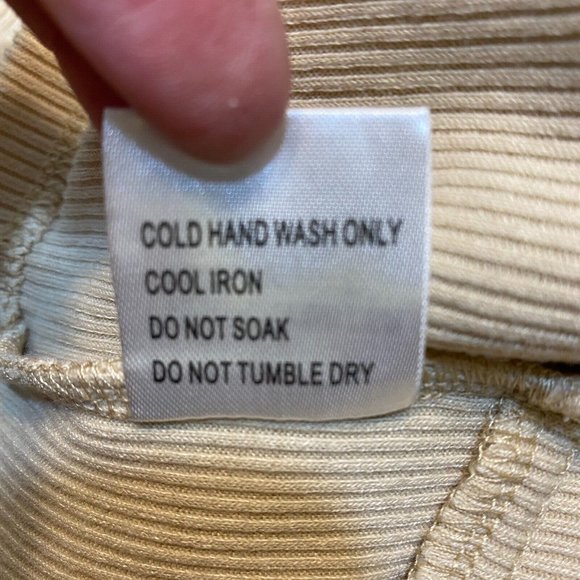 COLD HAND WASH ONLY
COOL IRON
DO NOT SOAK
DO NOT TUMBLE DRY